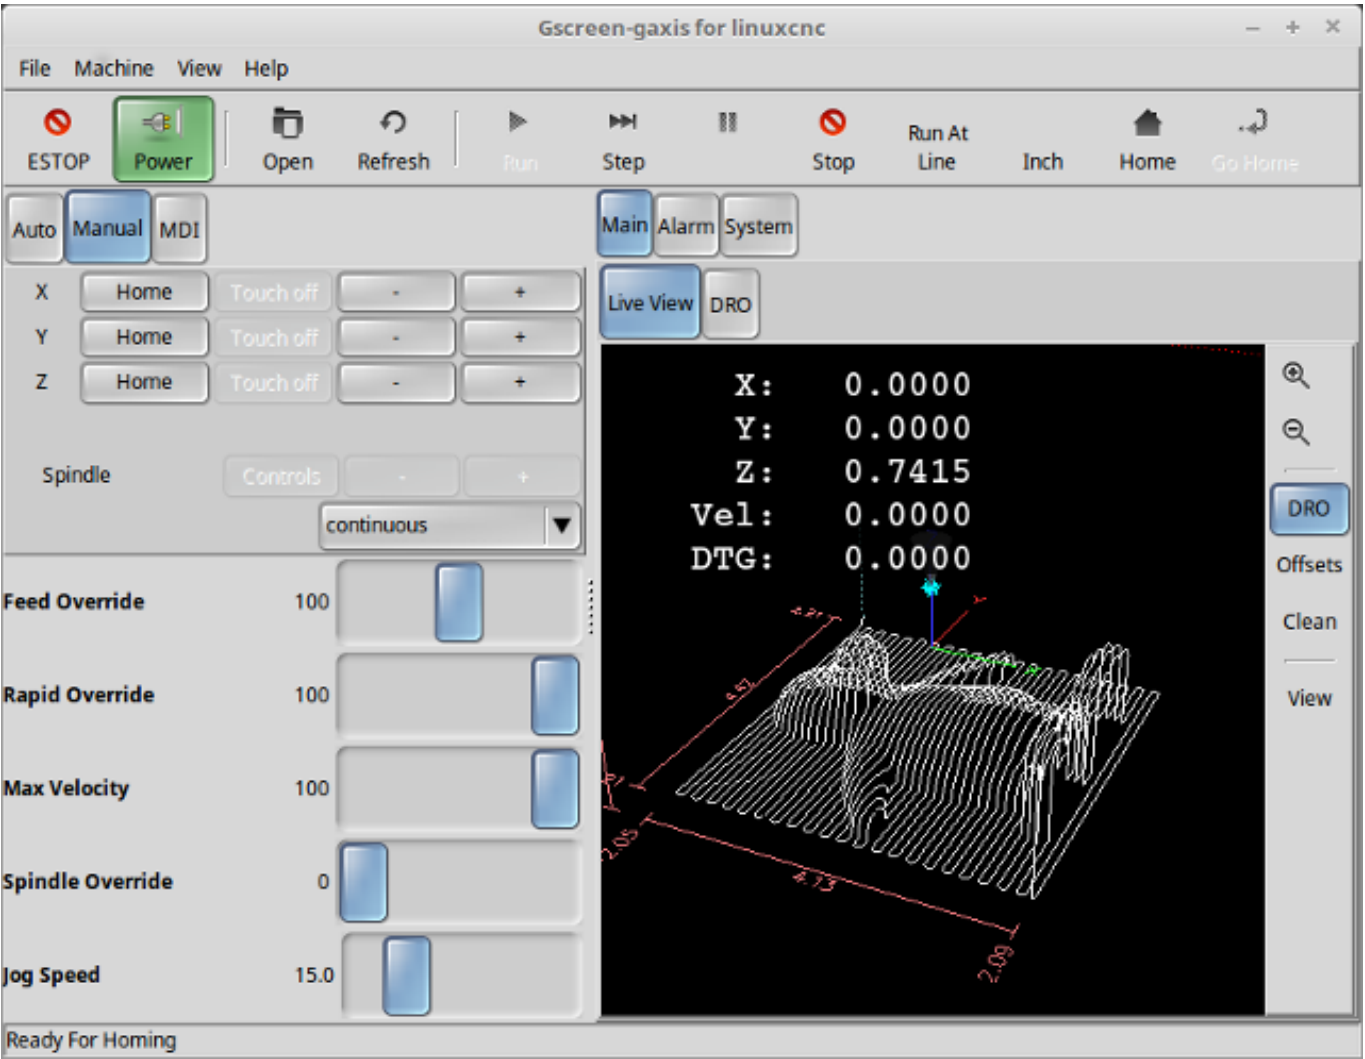 Gscreen-gaxis for linuxcnc
File Machine View Help
ESTOP Power Open Refresh Run Step Stop Run At Line Inch Home Go Home
Auto Manual MDI
Main Alarm System
X Home Touch off - +
Y Home Touch off - +
Z Home Touch off - +
Spindle Controls - +
continuous
Feed Override 100
Rapid Override 100
Max Velocity 100
Spindle Override 0
Jog Speed 15.0
Live View DRO
X: 0.0000
Y: 0.0000
Z: 0.7415
Vel: 0.0000
DTG: 0.0000
2.05
4.13
2.09
DRO
Offsets
Clean
View
Ready For Homing